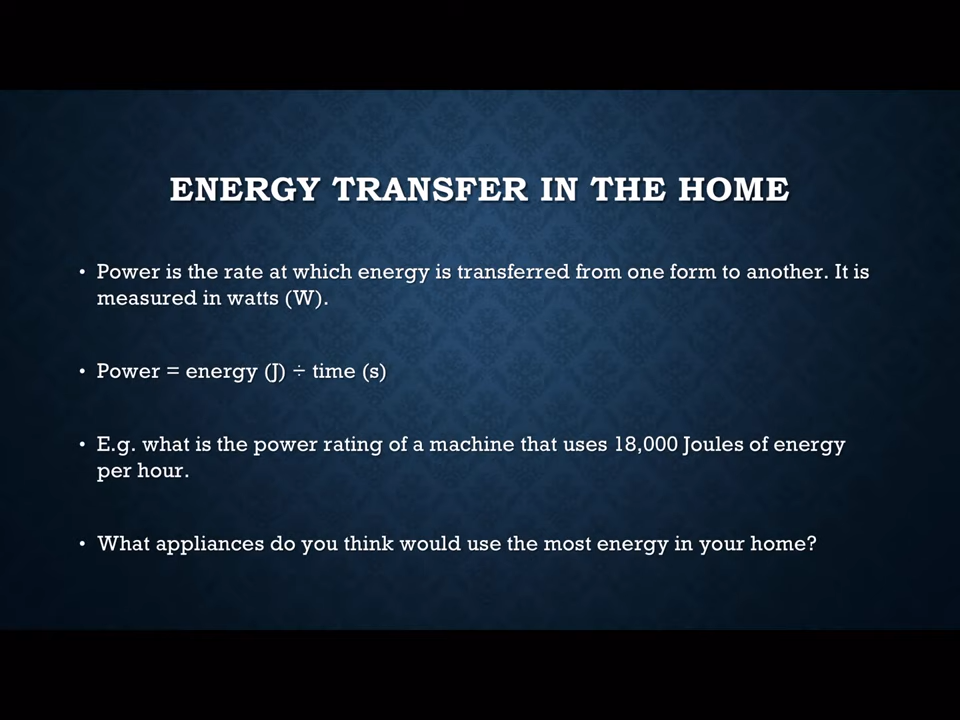 ENERGY TRANSFER IN THE HOME
• Power is the rate at which energy is transferred from one form to another. It is
measured in watts (W).
• Power = energy (J) ÷ time (s)
• E.g. what is the power rating of a machine that uses 18,000 Joules of energy
per hour.
• What appliances do you think would use the most energy in your home?